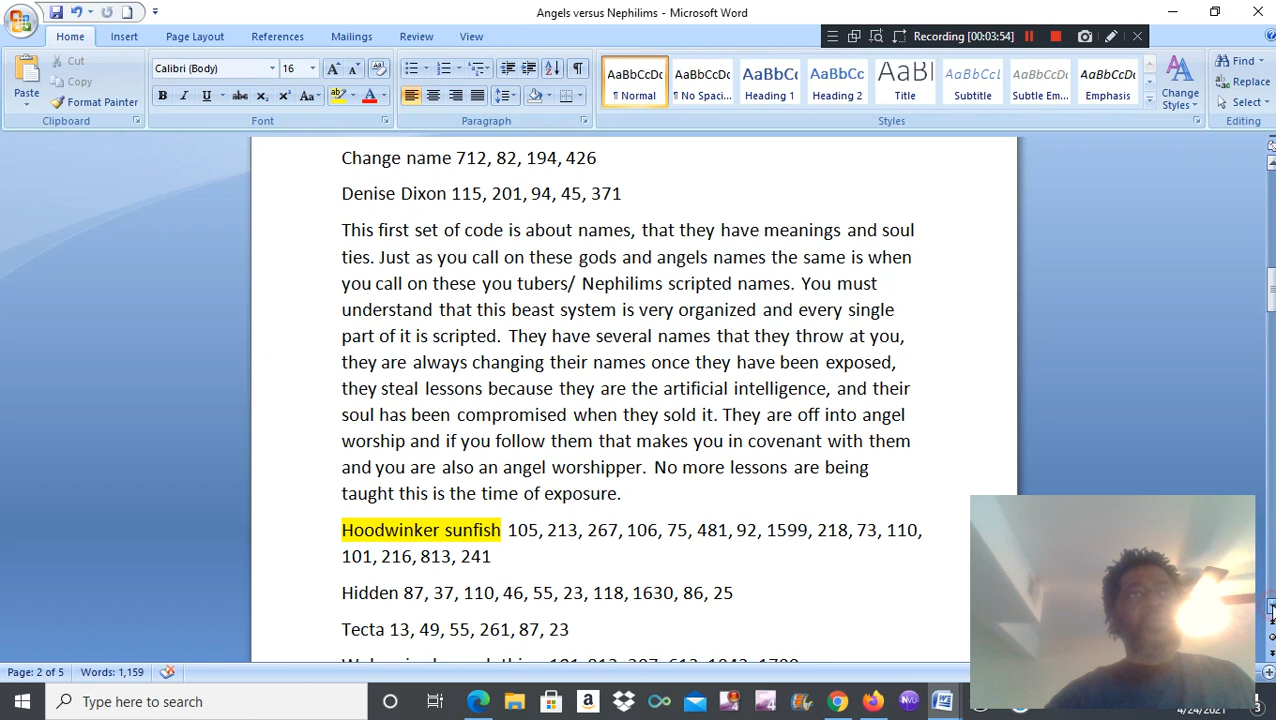 Angels versus Nephilims - Microsoft Word
Home Insert Page Layout References Mailings Review View
Recording [00:03:54]
Cut
Copy
Format Painter
Paste
Calibri (Body) 16
AaBbCcDc AaBbCcDc AaBbCc AaBbCc AaBl AaBbCcL AaBbCcDc AaBbCcDc
¶ Normal ¶ No Spaci... Heading 1 Heading 2 Title Subtitle Subtle Em... Emphasis
Change Styles
Find
Replace
Select
Clipboard Font Paragraph Styles Editing
Change name 712, 82, 194, 426
Denise Dixon 115, 201, 94, 45, 371
This first set of code is about names, that they have meanings and soul
ties. Just as you call on these gods and angels names the same is when
you call on these you tubers/ Nephilims scripted names. You must
understand that this beast system is very organized and every single
part of it is scripted. They have several names that they throw at you,
they are always changing their names once they have been exposed,
they steal lessons because they are the artificial intelligence, and their
soul has been compromised when they sold it. They are off into angel
worship and if you follow them that makes you in covenant with them
and you are also an angel worshipper. No more lessons are being
taught this is the time of exposure.
Hoodwinker sunfish 105, 213, 267, 106, 75, 481, 92, 1599, 218, 73, 110,
101, 216, 813, 241
Hidden 87, 37, 110, 46, 55, 23, 118, 1630, 86, 25
Tecta 13, 49, 55, 261, 87, 23
Page: 2 of 5 Words: 1,159
Type here to search
4/24/2021